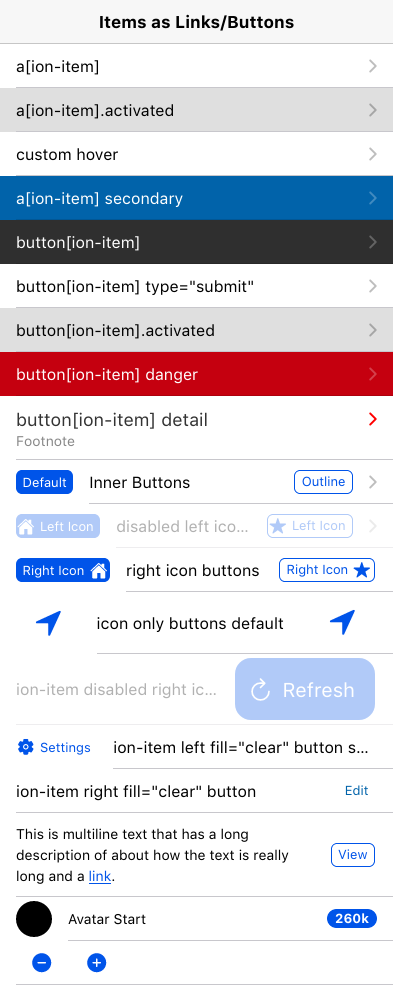 Items as Links/Buttons
a[ion-item]
a[ion-item].activated
custom hover
a[ion-item] secondary
button[ion-item]
button[ion-item] type="submit"
button[ion-item].activated
button[ion-item] danger
button[ion-item] detail
Footnote
Default Inner Buttons Outline
Left Icon disabled left ico... Left Icon
Right Icon right icon buttons Right Icon
icon only buttons default
ion-item disabled right ic... Refresh
Settings ion-item left fill="clear" button s...
ion-item right fill="clear" button Edit
This is multiline text that has a long
description of about how the text is really View
long and a link.
Avatar Start 260k